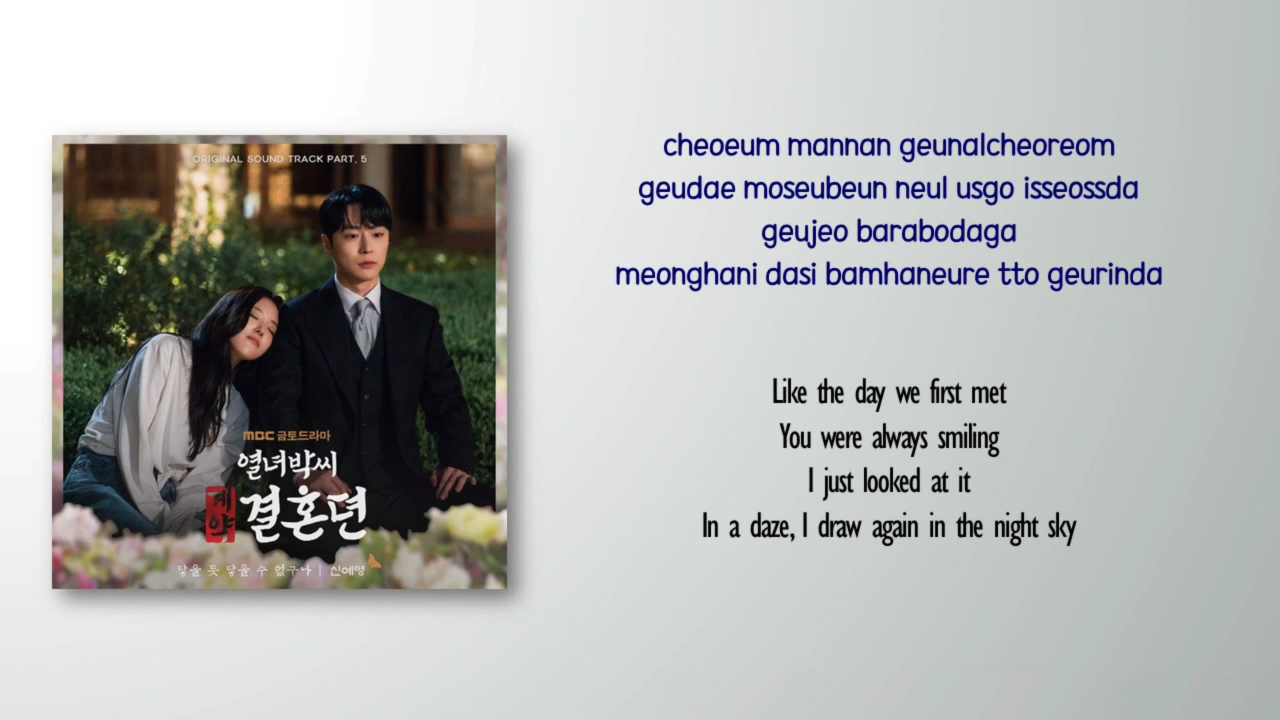 ORIGINAL SOUND TRACK PART. 5
MBC 금토드라마
열녀박씨
계약
결혼뎐
닿을 듯 닿을 수 없구나 | 신예영
cheoeum mannan geunalcheoreom
geudae moseubeun neul usgo isseossda
geujeo barabodaga
meonghani dasi bamhaneure tto geurinda
Like the day we first met
You were always smiling
I just looked at it
In a daze, I draw again in the night sky